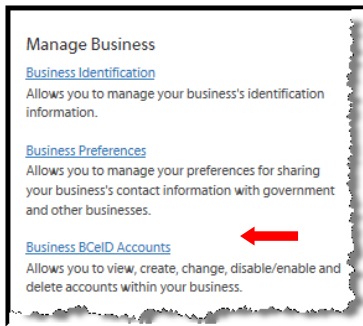 Manage Business
Business Identification
Allows you to manage your business's identification
information.
Business Preferences
Allows you to manage your preferences for sharing
your business's contact information with government
and other businesses.
Business BCeID Accounts
Allows you to view, create, change, disable/enable and
delete accounts within your business.